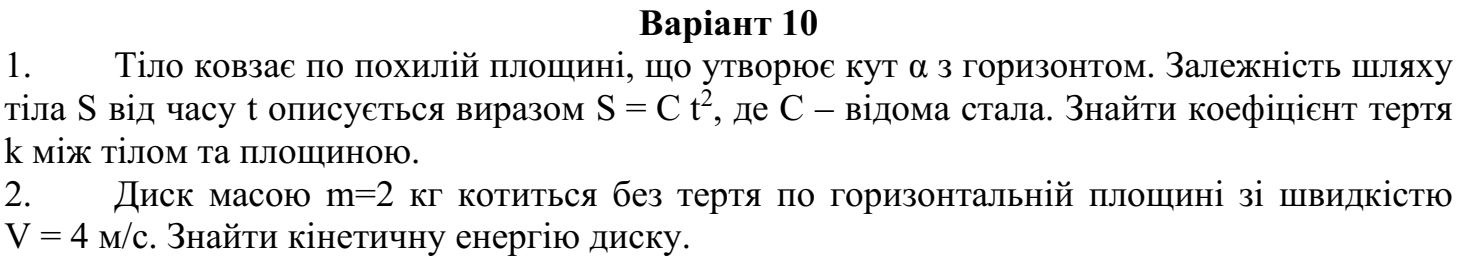 Варіант 10
1. Тіло ковзає по похилій площині, що утворює кут α з горизонтом. Залежність шляху
тіла S від часу t описується виразом S = C t², де C – відома стала. Знайти коефіцієнт тертя
k між тілом та площиною.
2. Диск масою m=2 кг котиться без тертя по горизонтальній площині зі швидкістю
V = 4 м/с. Знайти кінетичну енергію диску.